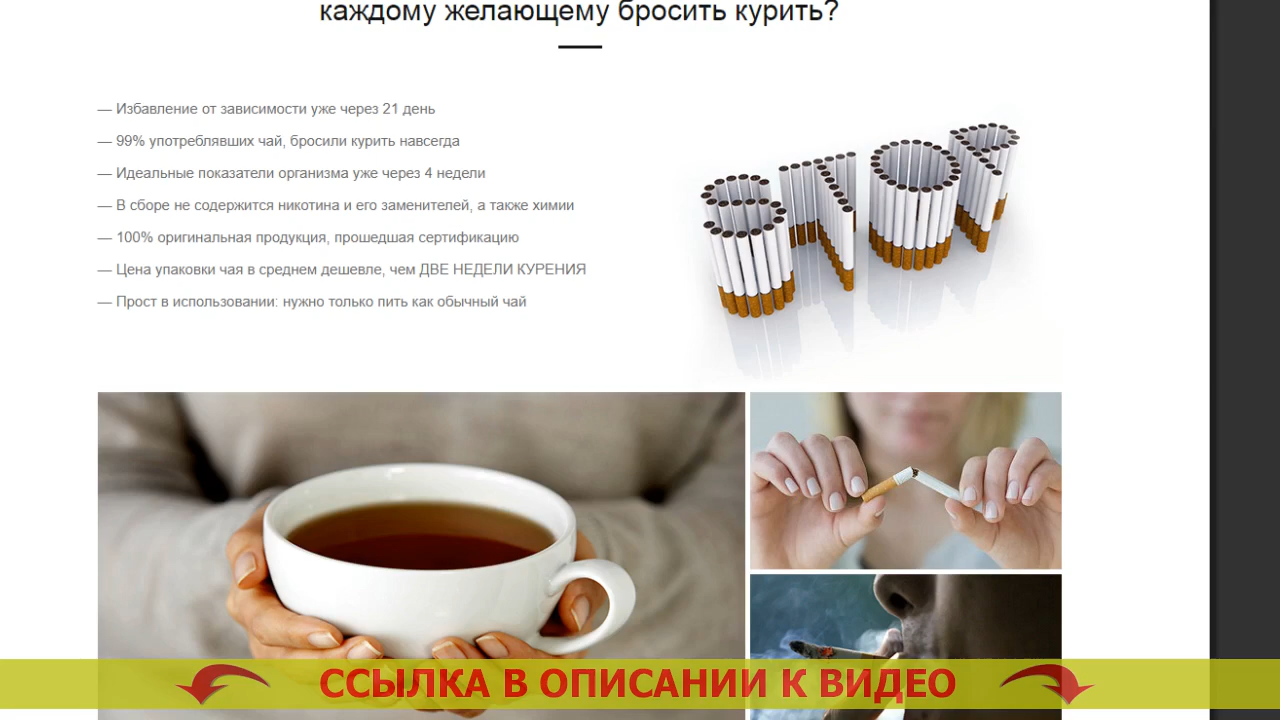 каждому желающему бросить курить?
— Избавление от зависимости уже через 21 день
— 99% употреблявших чай, бросили курить навсегда
— Идеальные показатели организма уже через 4 недели
— В сборе не содержится никотина и его заменителей, а также химии
— 100% оригинальная продукция, прошедшая сертификацию
— Цена упаковки чая в среднем дешевле, чем ДВЕ НЕДЕЛИ КУРЕНИЯ
— Прост в использовании: нужно только пить как обычный чай
STOP
ССЫЛКА В ОПИСАНИИ К ВИДЕО